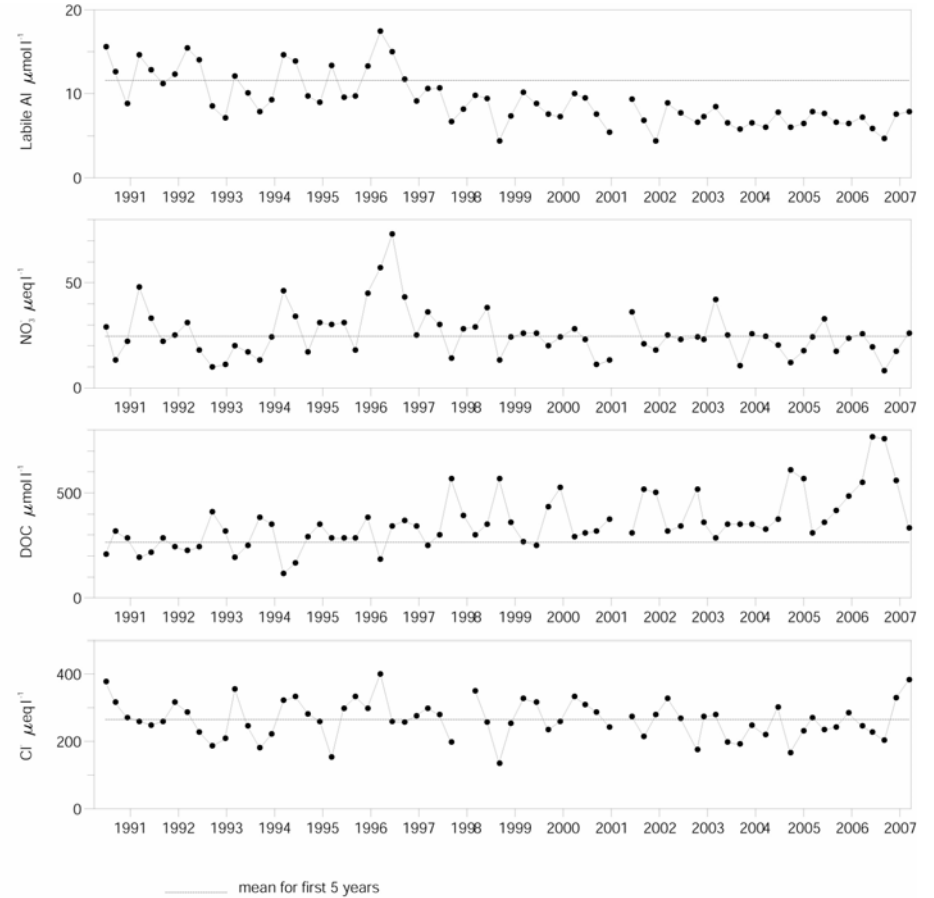 20
10
0
Labile Al μmol l⁻¹
1991 1992 1993 1994 1995 1996 1997 1998 1999 2000 2001 2002 2003 2004 2005 2006 2007
50
0
NO₃ μeq l⁻¹
1991 1992 1993 1994 1995 1996 1997 1998 1999 2000 2001 2002 2003 2004 2005 2006 2007
500
0
DOC μmol l⁻¹
1991 1992 1993 1994 1995 1996 1997 1998 1999 2000 2001 2002 2003 2004 2005 2006 2007
400
200
0
Cl μeq l⁻¹
1991 1992 1993 1994 1995 1996 1997 1998 1999 2000 2001 2002 2003 2004 2005 2006 2007
mean for first 5 years